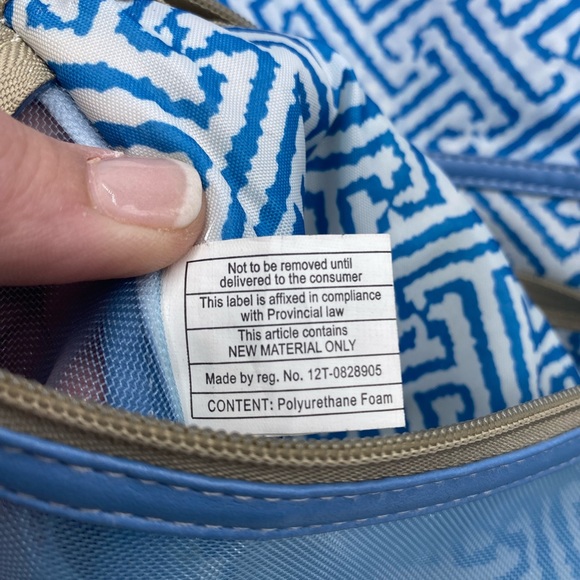 Not to be removed until
delivered to the consumer
This label is affixed in compliance
with Provincial law
This article contains
NEW MATERIAL ONLY
Made by reg. No. 12T-0828905
CONTENT: Polyurethane Foam